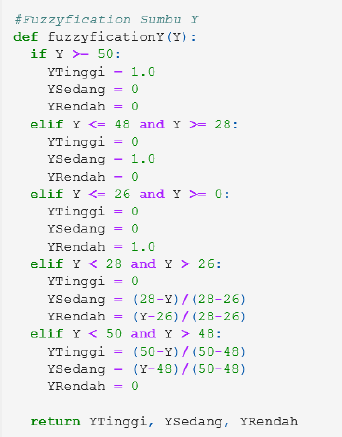 #Fuzzyfication Sumbu Y
def fuzzyficationY(Y):
  if Y >= 50:
    YTinggi = 1.0
    YSedang = 0
    YRendah = 0
  elif Y <= 48 and Y >= 28:
    YTinggi = 0
    YSedang = 1.0
    YRendah = 0
  elif Y <= 26 and Y >= 0:
    YTinggi = 0
    YSedang = 0
    YRendah = 1.0
  elif Y < 28 and Y > 26:
    YTinggi = 0
    YSedang = (28-Y)/(28-26)
    YRendah = (Y-26)/(28-26)
  elif Y < 50 and Y > 48:
    YTinggi = (50-Y)/(50-48)
    YSedang = (Y-48)/(50-48)
    YRendah = 0

  return YTinggi, YSedang, YRendah